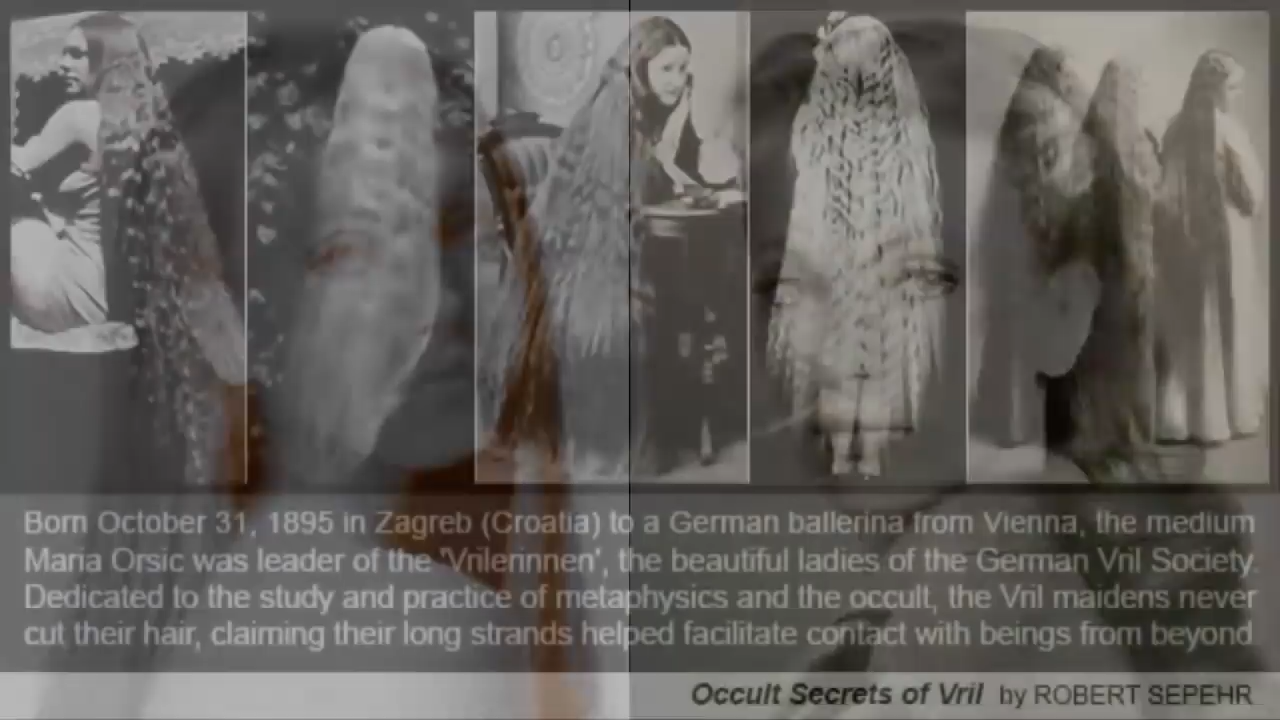 Born October 31, 1895 in Zagreb (Croatia) to a German ballerina from Vienna, the medium
Maria Orsic was leader of the 'Vrilerinnen', the beautiful ladies of the German Vril Society.
Dedicated to the study and practice of metaphysics and the occult, the Vril maidens never
cut their hair, claiming their long strands helped facilitate contact with beings from beyond
Occult Secrets of Vril by ROBERT SEPEHR